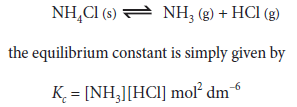 NH₄Cl (s) ⇌ NH₃ (g) + HCl (g)
the equilibrium constant is simply given by
K꜀ = [NH₃][HCl] mol² dm⁻⁶